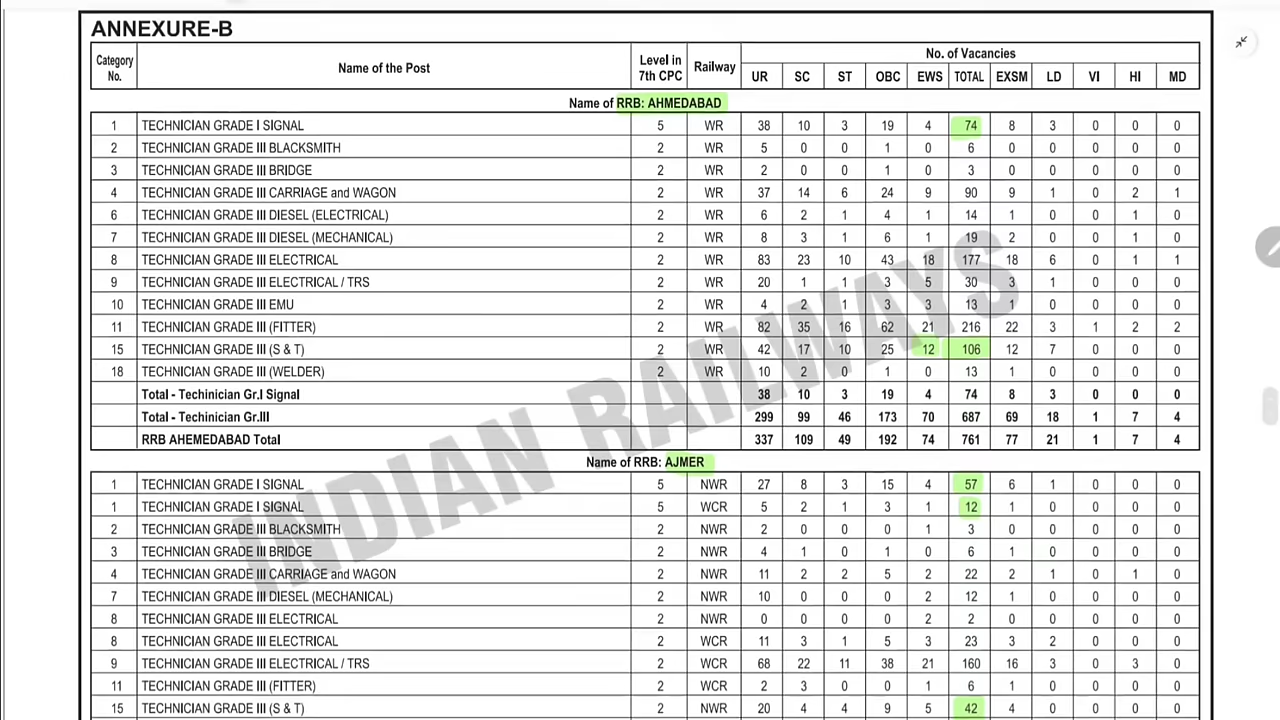 ANNEXURE-B
Category No. Name of the Post Level in 7th CPC Railway No. of Vacancies
UR SC ST OBC EWS TOTAL EXSM LD VI HI MD
Name of RRB: AHMEDABAD
1 TECHNICIAN GRADE I SIGNAL 5 WR 38 10 3 19 4 74 8 3 0 0 0
2 TECHNICIAN GRADE III BLACKSMITH 2 WR 5 0 0 1 0 6 0 0 0 0 0
3 TECHNICIAN GRADE III BRIDGE 2 WR 2 0 0 1 0 3 0 0 0 0 0
4 TECHNICIAN GRADE III CARRIAGE and WAGON 2 WR 37 14 6 24 9 90 9 1 0 2 1
6 TECHNICIAN GRADE III DIESEL (ELECTRICAL) 2 WR 6 2 1 4 1 14 1 0 0 1 0
7 TECHNICIAN GRADE III DIESEL (MECHANICAL) 2 WR 8 3 1 6 1 19 2 0 0 1 0
8 TECHNICIAN GRADE III ELECTRICAL 2 WR 83 23 10 43 18 177 18 6 0 1 1
9 TECHNICIAN GRADE III ELECTRICAL / TRS 2 WR 20 1 1 3 5 30 3 1 0 0 0
10 TECHNICIAN GRADE III EMU 2 WR 4 2 1 3 3 13 1 0 0 0 0
11 TECHNICIAN GRADE III (FITTER) 2 WR 82 35 16 62 21 216 22 3 1 2 2
15 TECHNICIAN GRADE III (S & T) 2 WR 42 17 10 25 12 106 12 7 0 0 0
18 TECHNICIAN GRADE III (WELDER) 2 WR 10 2 0 1 0 13 1 0 0 0 0
Total - Techinician Gr.I Signal 38 10 3 19 4 74 8 3 0 0 0
Total - Techinician Gr.III 299 99 46 173 70 687 69 18 1 7 4
RRB AHEMEDABAD Total 337 109 49 192 74 761 77 21 1 7 4
Name of RRB: AJMER
1 TECHNICIAN GRADE I SIGNAL 5 NWR 27 8 3 15 4 57 6 1 0 0 0
1 TECHNICIAN GRADE I SIGNAL 5 WCR 5 2 1 3 1 12 1 0 0 0 0
2 TECHNICIAN GRADE III BLACKSMITH 2 NWR 2 0 0 0 1 3 0 0 0 0 0
3 TECHNICIAN GRADE III BRIDGE 2 NWR 4 1 0 1 0 6 1 0 0 0 0
4 TECHNICIAN GRADE III CARRIAGE and WAGON 2 NWR 11 2 2 5 2 22 2 1 0 1 0
7 TECHNICIAN GRADE III DIESEL (MECHANICAL) 2 NWR 10 0 0 0 2 12 1 0 0 0 0
8 TECHNICIAN GRADE III ELECTRICAL 2 NWR 0 0 0 0 2 2 0 0 0 0 0
8 TECHNICIAN GRADE III ELECTRICAL 2 WCR 11 3 1 5 3 23 3 2 0 0 0
9 TECHNICIAN GRADE III ELECTRICAL / TRS 2 WCR 68 22 11 38 21 160 16 3 0 3 0
11 TECHNICIAN GRADE III (FITTER) 2 WCR 2 3 0 0 1 6 1 0 0 0 0
15 TECHNICIAN GRADE III (S & T) 2 NWR 20 4 4 9 5 42 4 0 0 0 0
INDIAN RAILWAYS